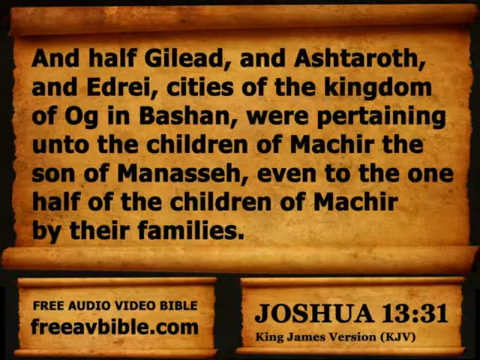 And half Gilead, and Ashtaroth,
and Edrei, cities of the kingdom
of Og in Bashan, were pertaining
unto the children of Machir the
son of Manasseh, even to the one
half of the children of Machir
by their families.
FREE AUDIO VIDEO BIBLE
freeavbible.com
JOSHUA 13:31
King James Version (KJV)